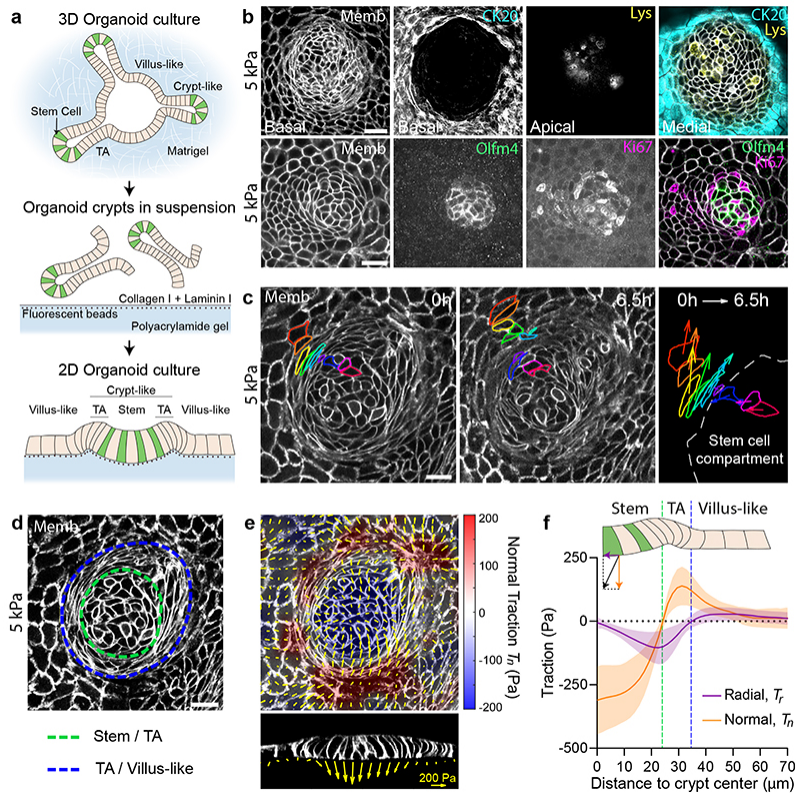 a
3D Organoid culture
Villus-like
Crypt-like
Stem Cell
TA
Matrigel
Organoid crypts in suspension
Collagen I + Laminin I
Fluorescent beads
Polyacrylamide gel
2D Organoid culture
Crypt-like
Villus-like TA Stem TA Villus-like
b
5 kPa
Memb
Basal
CK20
Basal
Lys
Apical
CK20
Lys
Medial
5 kPa
Memb
Olfm4
Ki67
Olfm4
Ki67
c
5 kPa
Memb
0h
6.5h
0h → 6.5h
Stem cell
compartment
d
5 kPa
Memb
Stem / TA
TA / Villus-like
e
200
100
0
-100
-200
Normal Traction Tn (Pa)
200 Pa
f
Stem TA Villus-like
Traction (Pa)
250
0
-250
-500
Radial, Tr
Normal, Tn
0 10 20 30 40 50 60 70
Distance to crypt center (μm)